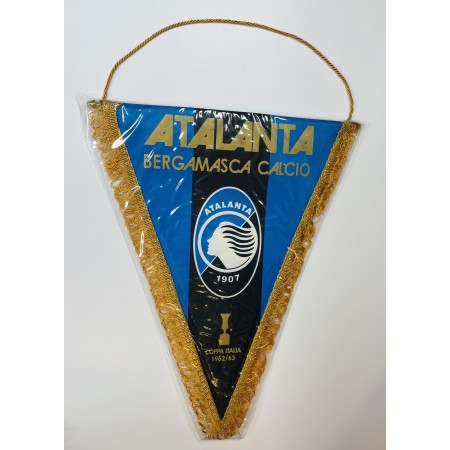 ATALANTA
BERGAMASCA CALCIO
ATALANTA
1907
COPPA ITALIA
1962/63